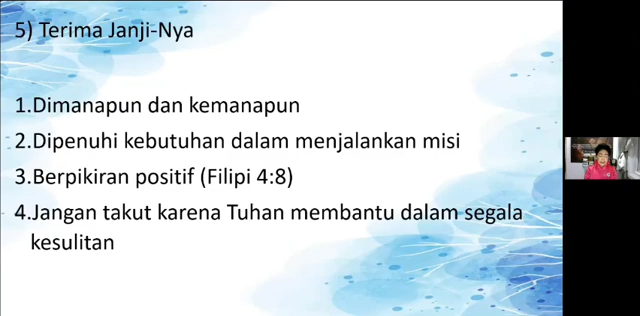 5) Terima Janji-Nya
1.Dimanapun dan kemanapun
2.Dipenuhi kebutuhan dalam menjalankan misi
3.Berpikiran positif (Filipi 4:8)
4.Jangan takut karena Tuhan membantu dalam segala
kesulitan